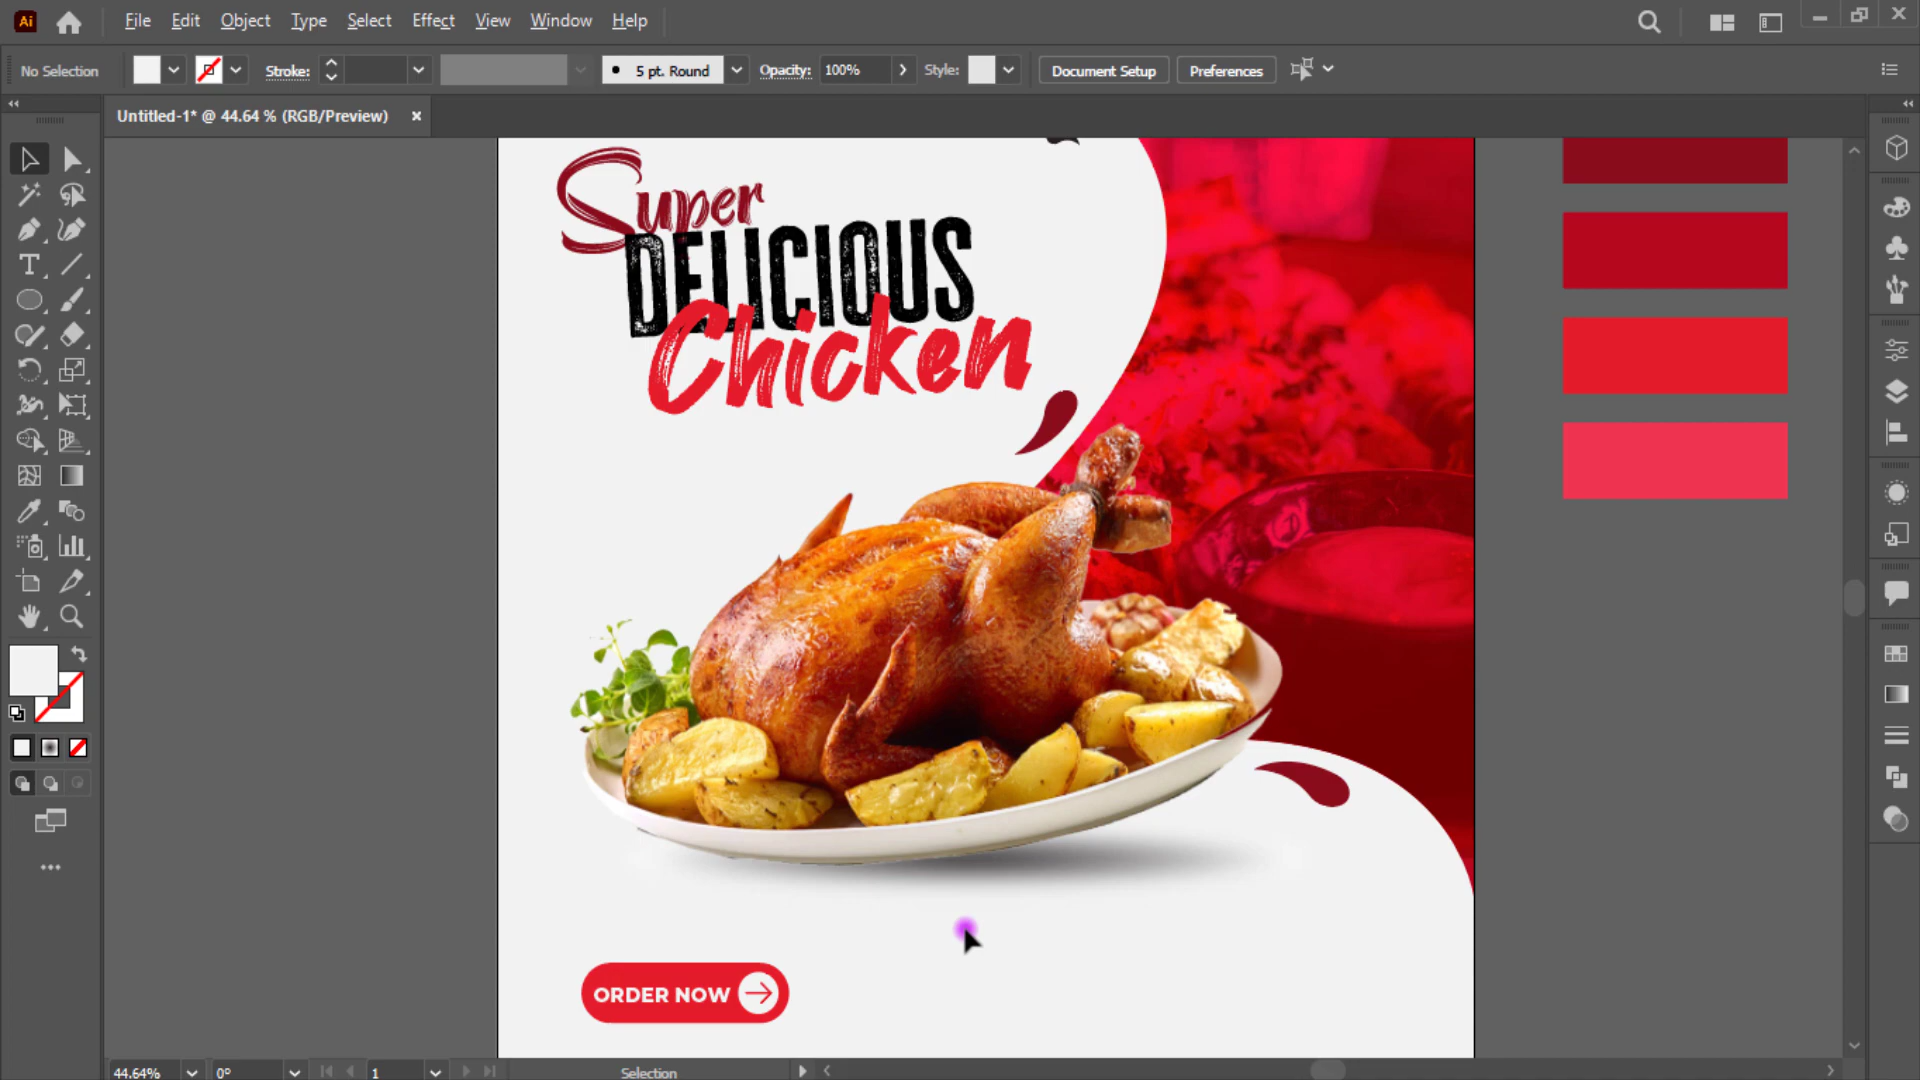 Ai File Edit Object Type Select Effect View Window Help
No Selection Stroke: 5 pt. Round Opacity: 100% Style: Document Setup Preferences
Untitled-1* @ 44.64 % (RGB/Preview) ×
Super
DELICIOUS
Chicken
ORDER NOW
44.64% 0° 1 Selection